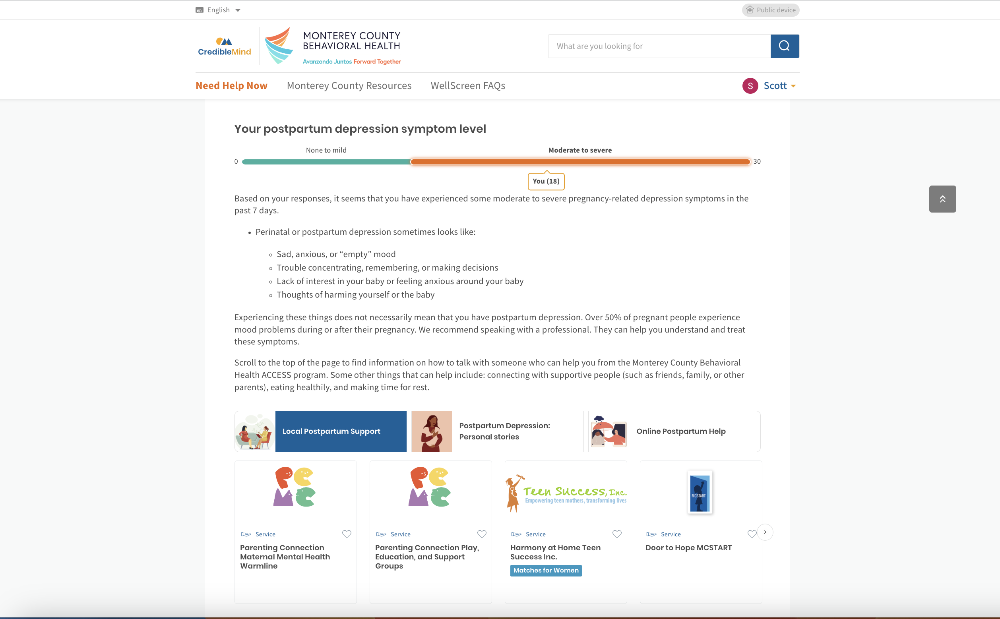 en English
Public device
CredibleMind
MONTEREY COUNTY
BEHAVIORAL HEALTH
Avanzando Juntos Forward Together
What are you looking for
Need Help Now
Monterey County Resources
WellScreen FAQs
S Scott
Your postpartum depression symptom level
None to mild
Moderate to severe
0
30
You (18)
Based on your responses, it seems that you have experienced some moderate to severe pregnancy-related depression symptoms in the
past 7 days.
• Perinatal or postpartum depression sometimes looks like:
◦ Sad, anxious, or “empty” mood
◦ Trouble concentrating, remembering, or making decisions
◦ Lack of interest in your baby or feeling anxious around your baby
◦ Thoughts of harming yourself or the baby
Experiencing these things does not necessarily mean that you have postpartum depression. Over 50% of pregnant people experience
mood problems during or after their pregnancy. We recommend speaking with a professional. They can help you understand and treat
these symptoms.
Scroll to the top of the page to find information on how to talk with someone who can help you from the Monterey County Behavioral
Health ACCESS program. Some other things that can help include: connecting with supportive people (such as friends, family, or other
parents), eating healthily, and making time for rest.
Local Postpartum Support
Postpartum Depression:
Personal stories
Online Postpartum Help
PC
MC
Service
Parenting Connection
Maternal Mental Health
Warmline
PC
MC
Service
Parenting Connection Play,
Education, and Support
Groups
Teen Success, Inc.
Empowering teen mothers, transforming lives
Service
Harmony at Home Teen
Success Inc.
Matches for Women
MCSTART
Service
Door to Hope MCSTART